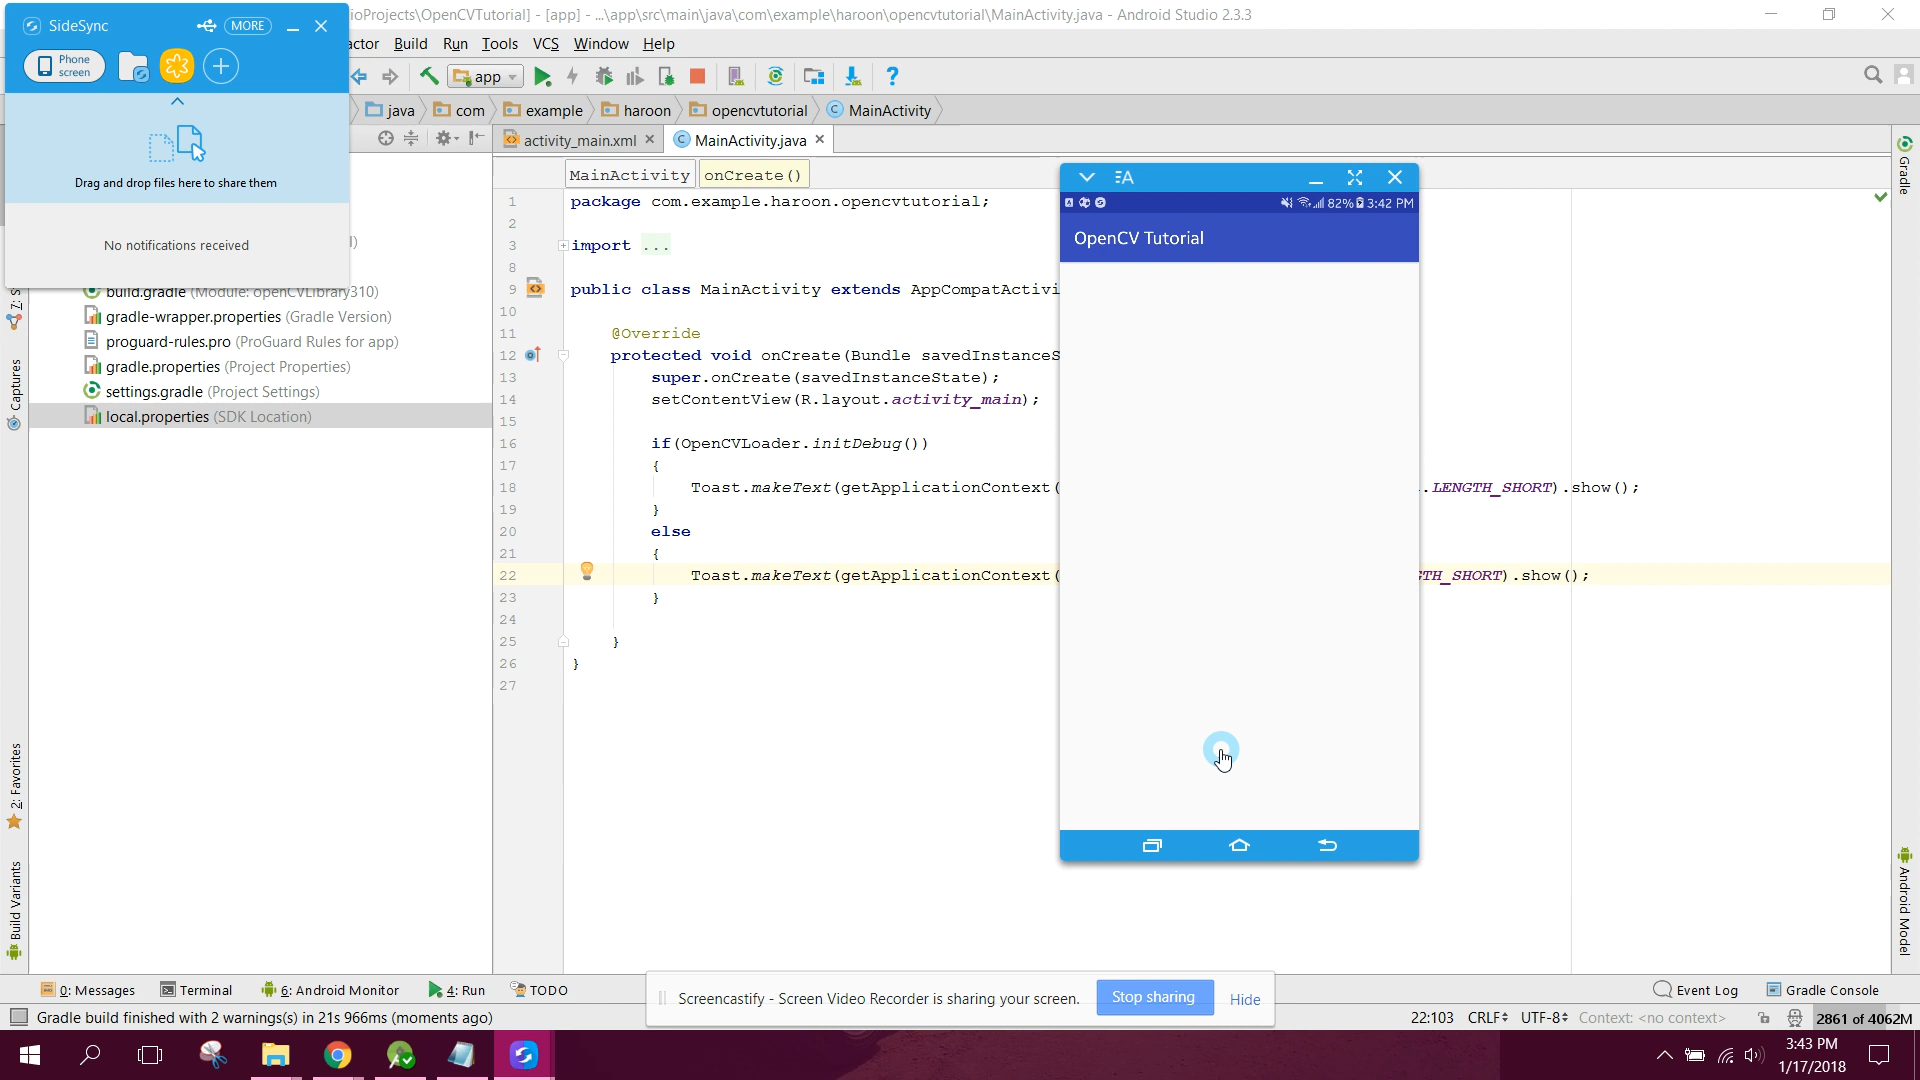 SideSync
MORE
Phone screen
Drag and drop files here to share them
No notifications received
ioProjects\OpenCVTutorial] - [app] - ...\app\src\main\java\com\example\haroon\opencvtutorial\MainActivity.java - Android Studio 2.3.3
actor Build Run Tools VCS Window Help
app
java com example haroon opencvtutorial MainActivity
activity_main.xml MainActivity.java
MainActivity onCreate()
1 package com.example.haroon.opencvtutorial;
2
3 import ...
8
9 public class MainActivity extends AppCompatActivi
10
11 @Override
12 protected void onCreate(Bundle savedInstanceS
13 super.onCreate(savedInstanceState);
14 setContentView(R.layout.activity_main);
15
16 if(OpenCVLoader.initDebug())
17 {
18 Toast.makeText(getApplicationContext( .LENGTH_SHORT).show();
19 }
20 else
21 {
22 Toast.makeText(getApplicationContext( TH_SHORT).show();
23 }
24
25 }
26 }
27
build.gradle (Module: openCVLibrary310)
gradle-wrapper.properties (Gradle Version)
proguard-rules.pro (ProGuard Rules for app)
gradle.properties (Project Properties)
settings.gradle (Project Settings)
local.properties (SDK Location)
Captures
2: Favorites
Build Variants
Gradle
Android Model
82% 3:42 PM
OpenCV Tutorial
0: Messages Terminal 6: Android Monitor 4: Run TODO
Screencastify - Screen Video Recorder is sharing your screen. Stop sharing Hide
Event Log Gradle Console
Gradle build finished with 2 warnings(s) in 21s 966ms (moments ago)
22:103 CRLF UTF-8 Context: <no context> 2861 of 4062M
3:43 PM
1/17/2018